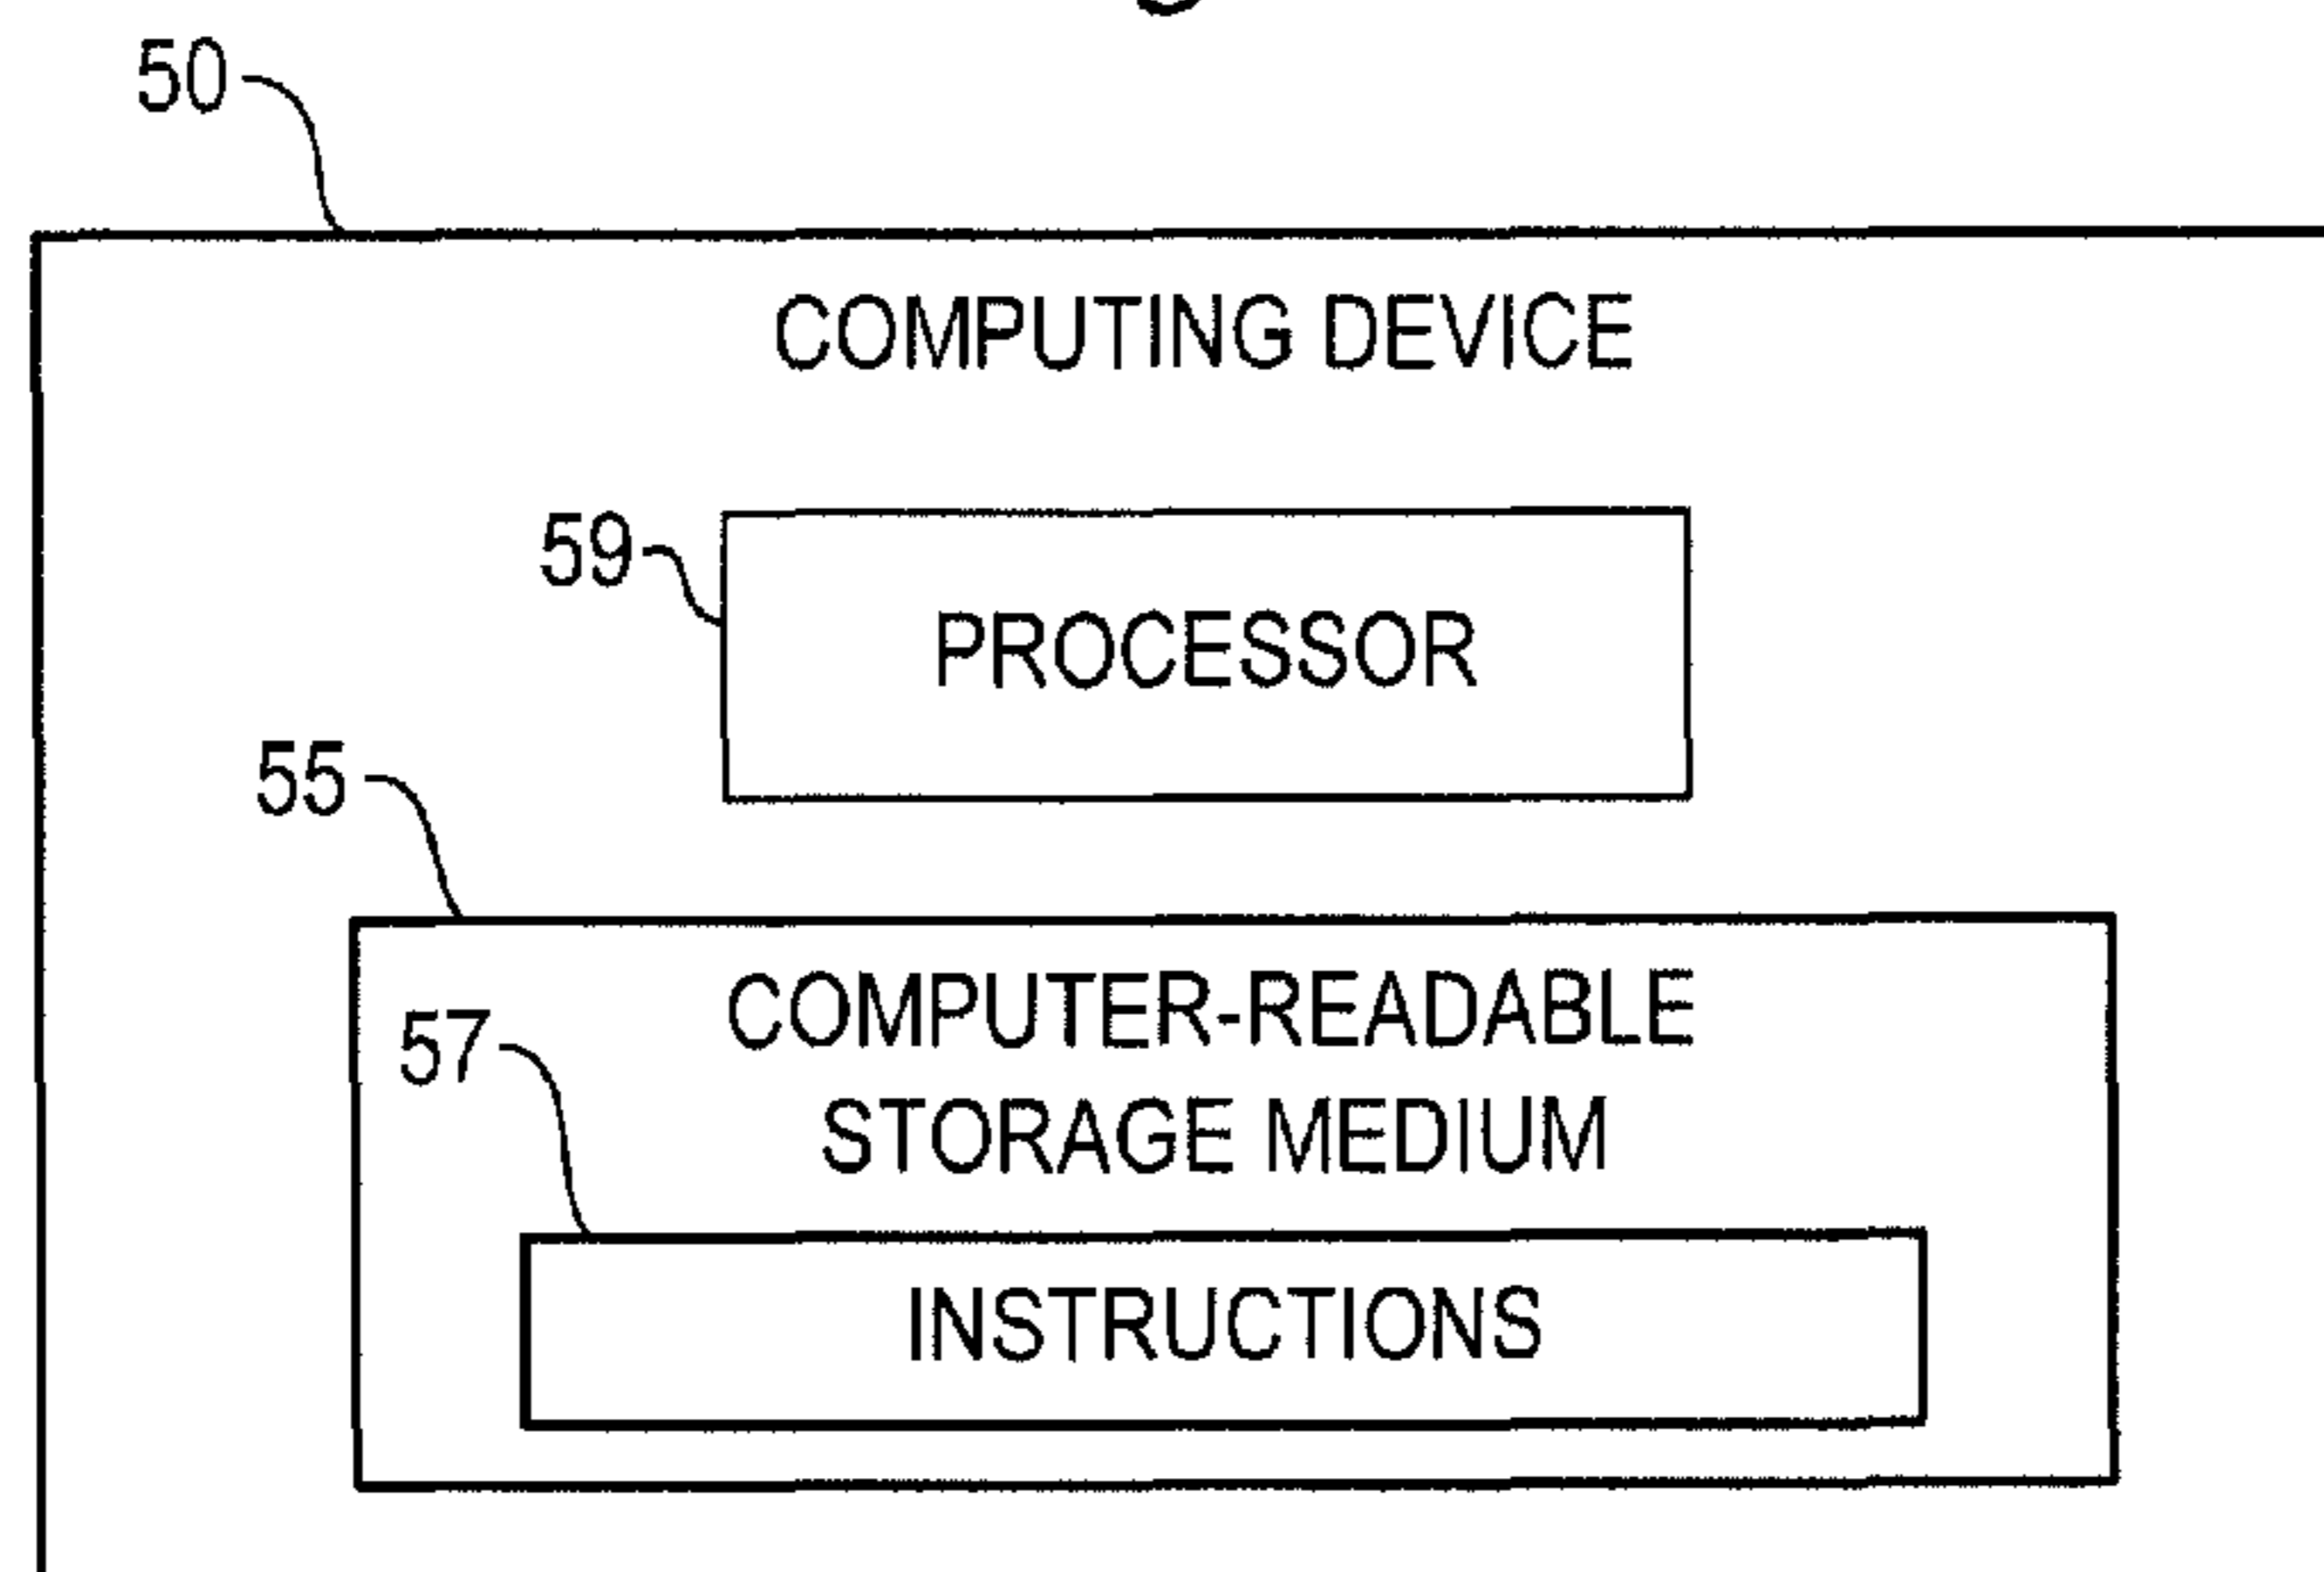 50
COMPUTING DEVICE
59
PROCESSOR
55
COMPUTER-READABLE
57
STORAGE MEDIUM
INSTRUCTIONS